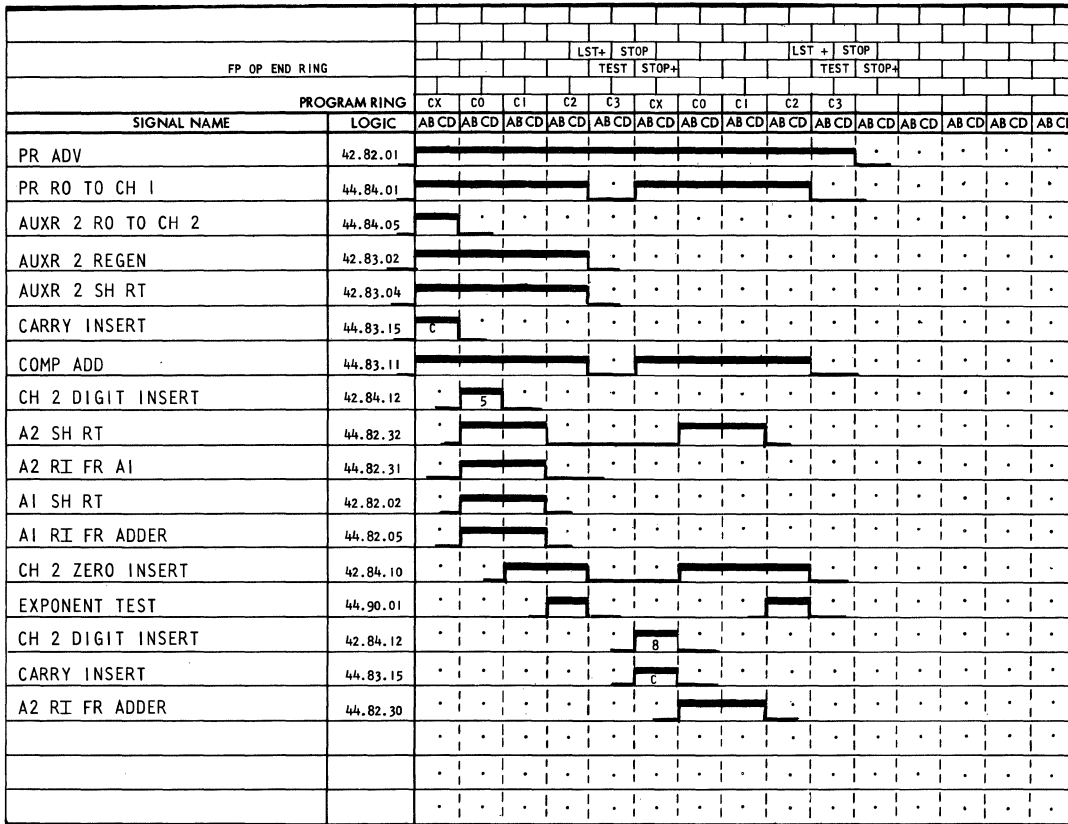 LST+ STOP LST + STOP
FP OP END RING TEST STOP+ TEST STOP+
PROGRAM RING CX C0 C1 C2 C3 CX C0 C1 C2 C3
SIGNAL NAME LOGIC AB CD AB CD AB CD AB CD AB CD AB CD AB CD AB CD AB CD AB CD AB CD AB CD AB CD AB CD AB CD
PR ADV 42.82.01
PR RO TO CH 1 44.84.01
AUXR 2 RO TO CH 2 44.84.05
AUXR 2 REGEN 42.83.02
AUXR 2 SH RT 42.83.04
CARRY INSERT 44.83.15 C
COMP ADD 44.83.11
CH 2 DIGIT INSERT 42.84.12 5
A2 SH RT 44.82.32
A2 RI FR A1 44.82.31
A1 SH RT 42.82.02
A1 RI FR ADDER 44.82.05
CH 2 ZERO INSERT 42.84.10
EXPONENT TEST 44.90.01
CH 2 DIGIT INSERT 42.84.12 8
CARRY INSERT 44.83.15 C
A2 RI FR ADDER 44.82.30